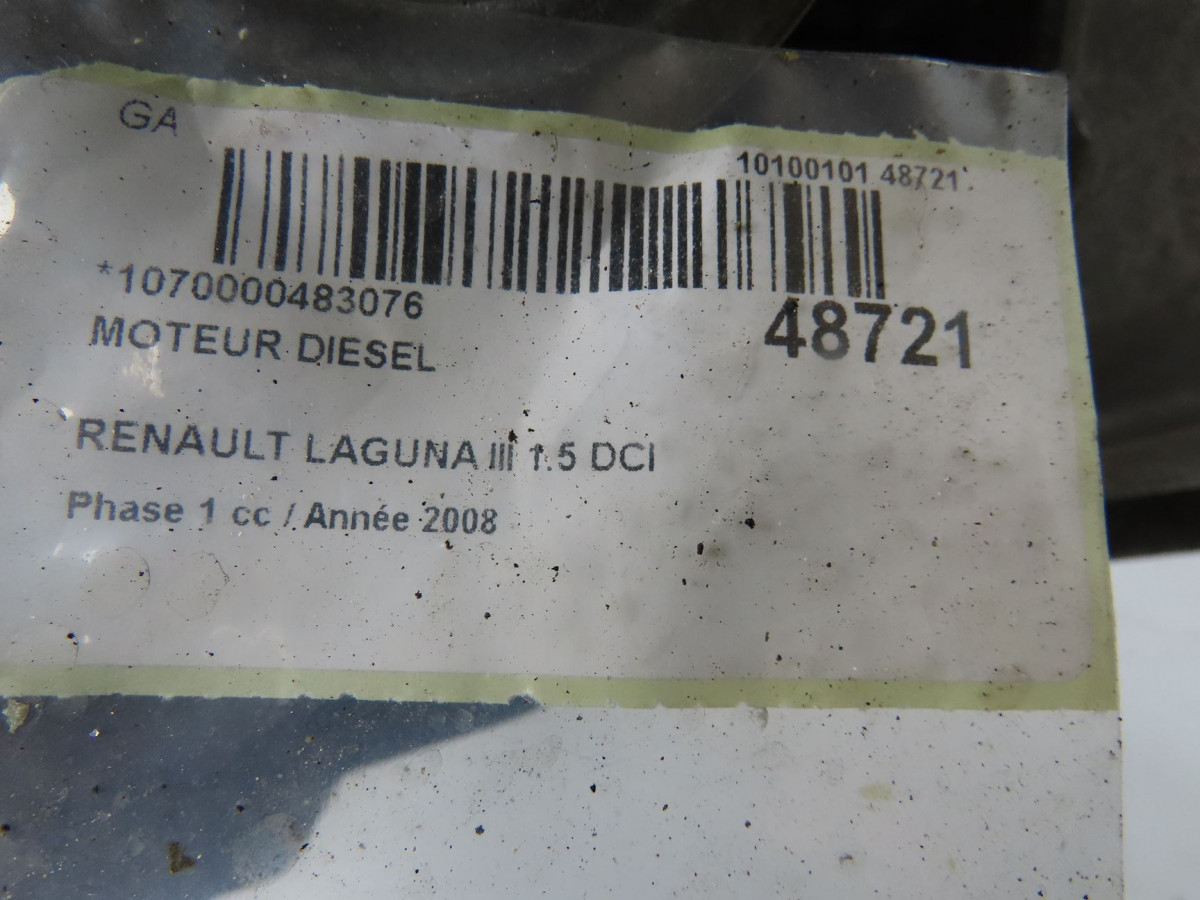 GA
10100101 48721
*1070000483076
48721
MOTEUR DIESEL
RENAULT LAGUNA III 1.5 DCI
Phase 1 cc / Année 2008